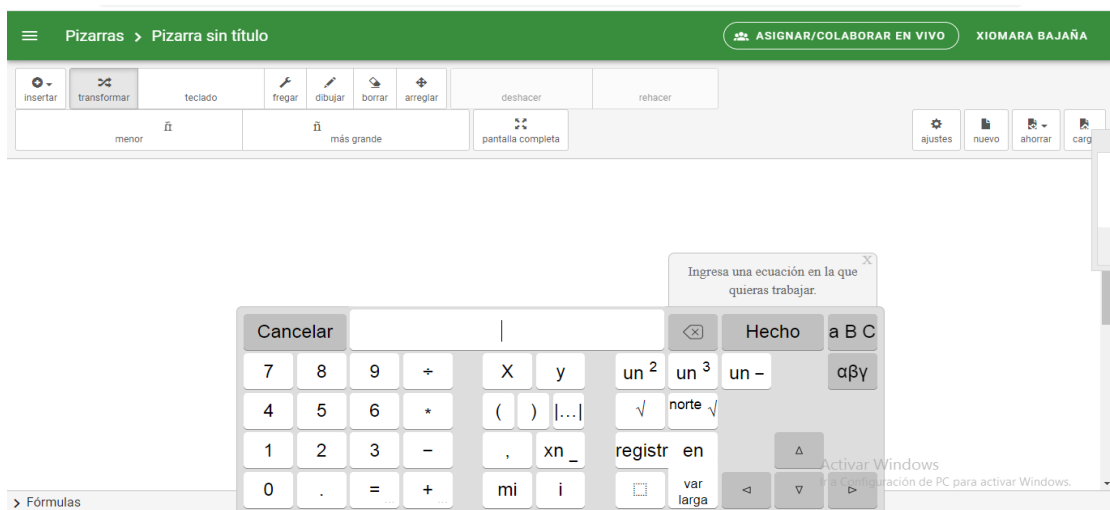 Pizarras > Pizarra sin título
ASIGNAR/COLABORAR EN VIVO
XIOMARA BAJAÑA
insertar
transformar
teclado
fregar
dibujar
borrar
arreglar
deshacer
rehacer
ñ
menor
ñ
más grande
pantalla completa
ajustes
nuevo
ahorrar
carg
X
Ingresa una ecuación en la que
quieras trabajar.
Cancelar
Hecho
a B C
7 8 9 ÷ X y un ² un ³ un – αβγ
4 5 6 * ( ) |...| √ norte √
1 2 3 – , xn _ registr en
0 . = + mi i var larga
Activar Windows
Ir a Configuración de PC para activar Windows.
> Fórmulas